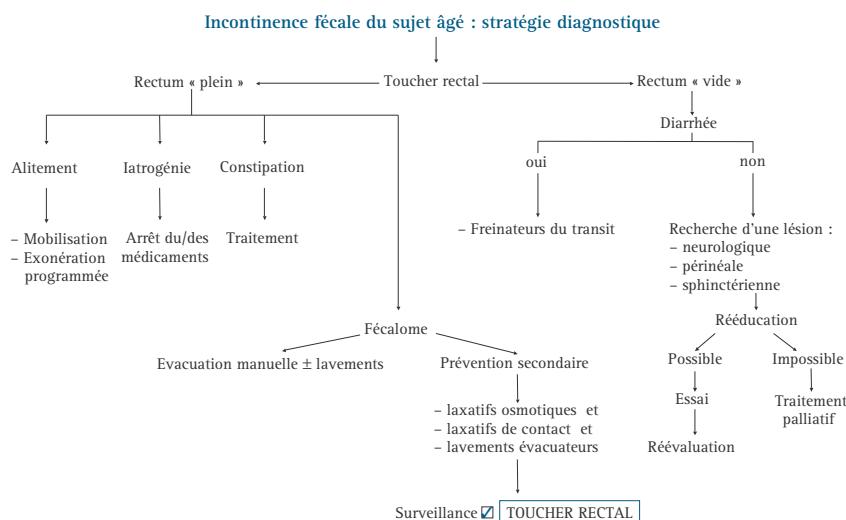 Incontinence fécale du sujet âgé : stratégie diagnostique
Rectum « plein »
Toucher rectal
Rectum « vide »
Diarrhée
Alitement
Iatrogénie
Constipation
oui
non
– Mobilisation
– Exonération
programmée
Arrêt du/des
médicaments
Traitement
– Freinateurs du transit
Recherche d'une lésion :
– neurologique
– périnéale
– sphinctérienne
Fécalome
Rééducation
Evacuation manuelle ± lavements
Prévention secondaire
Possible
Impossible
– laxatifs osmotiques et
– laxatifs de contact et
– lavements évacuateurs
Essai
Traitement
palliatif
Réévaluation
Surveillance ☑ TOUCHER RECTAL